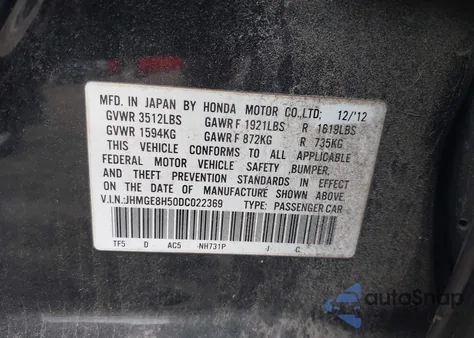 MFD. IN JAPAN BY HONDA MOTOR CO.,LTD; 12/'12
GVWR 3512LBS GAWR F 1921LBS R 1619LBS
GVWR 1594KG GAWR F 872KG R 735KG
THIS VEHICLE CONFORMS TO ALL APPLICABLE
FEDERAL MOTOR VEHICLE SAFETY ,BUMPER,
AND THEFT PREVENTION STANDARDS IN EFFECT
ON THE DATE OF MANUFACTURE SHOWN ABOVE.
V.I.N.:JHMGE8H50DC022369 TYPE: PASSENGER CAR
TF5 D AC5 NH731P J C
autoSnap